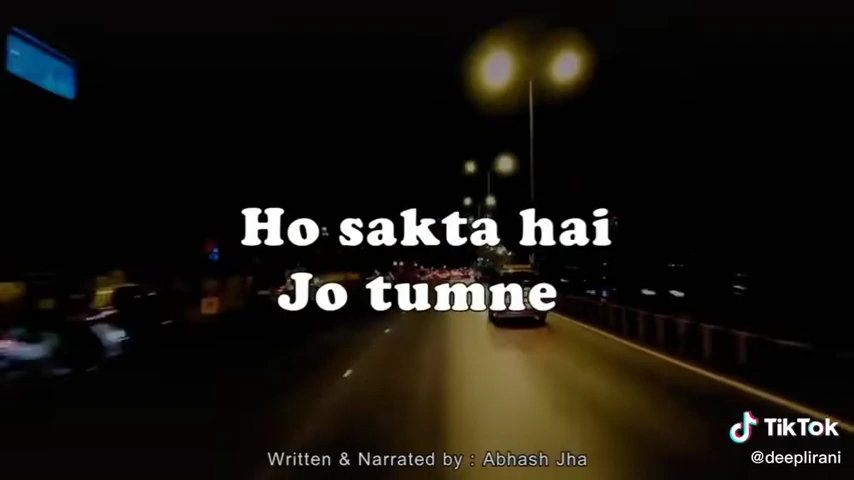 Ho sakta hai
Jo tumne
Written & Narrated by : Abhash Jha
TikTok
@deeplirani